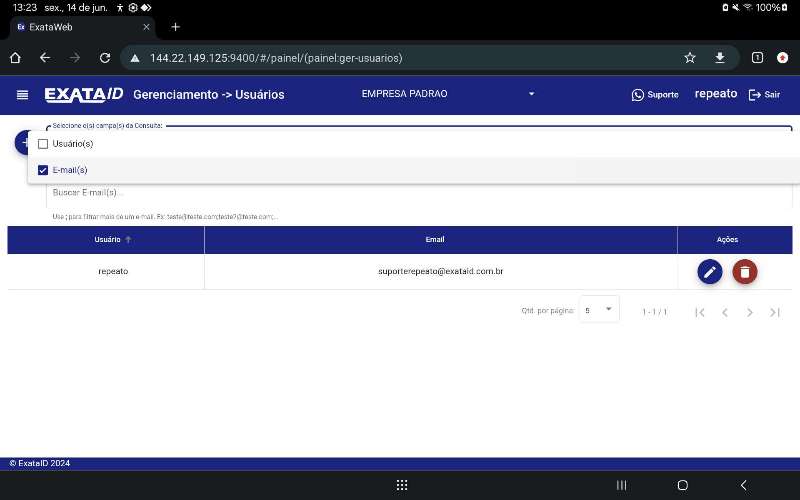 13:23 sex., 14 de jun. 100%
Ex ExataWeb
144.22.149.125:9400/#/painel/(painel:ger-usuarios) 1
EXATAID Gerenciamento -> Usuários EMPRESA PADRAO Suporte repeato Sair
Selecione o(s) campo(s) da Consulta:
Usuário(s)
E-mail(s)
Buscar E-mail(s)...
Use ; para filtrar mais de um e-mail. Ex: teste@teste.com;teste2@teste.com;...
Usuário Email Ações
repeato suporterepeato@exataid.com.br
Qtd. por página: 5 1 - 1 / 1
© ExataID 2024